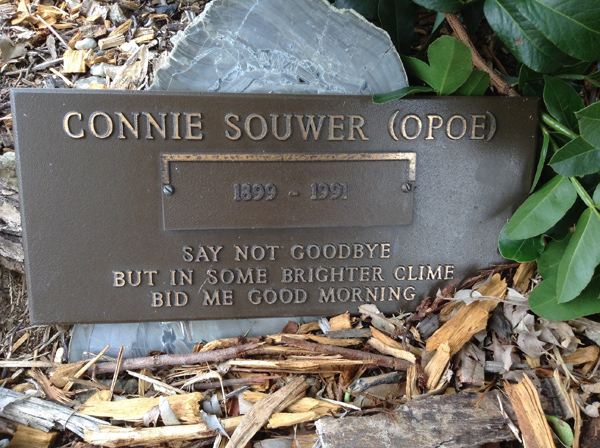 CONNIE SOUWER (OPOE)
1899 - 1991
SAY NOT GOODBYE
BUT IN SOME BRIGHTER CLIME
BID ME GOOD MORNING